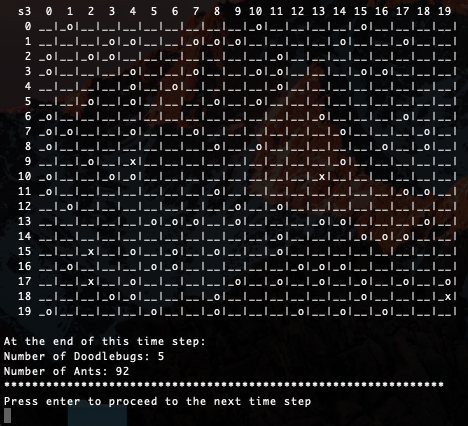 s3 0 1 2 3 4 5 6 7 8 9 10 11 12 13 14 15 16 17 18 19
0 __|_o|__|__|__|__|__|__|__|__|_o|__|__|__|__|_o|__|__|__|__|
1 __|__|__|_o|_o|__|__|_o|_o|_o|__|__|__|__|_o|__|__|_o|__|__|
2 _o|__|_o|_o|__|__|__|__|__|__|__|_o|__|__|__|__|__|__|__|__|
3 __|_o|__|__|_o|__|__|_o|__|__|__|_o|__|__|__|_o|_o|__|__|__|
4 __|__|__|__|_o|__|_o|__|__|__|__|_o|__|__|__|__|__|__|__|__|
5 __|__|_o|__|_o|__|__|__|_o|__|_o|__|__|__|__|__|__|__|__|__|
6 _o|__|__|__|__|__|__|__|__|__|__|__|__|_o|__|__|__|_o|__|__|
7 __|_o|__|__|_o|__|__|_o|__|__|_o|__|__|__|_o|__|__|__|_o|__|
8 __|__|__|__|__|__|__|__|_o|__|_o|__|__|__|__|__|_o|__|_o|__|
9 __|__|_o|__|_x|__|__|__|__|__|__|__|__|__|_o|__|__|__|__|__|
10 __|__|__|_o|_o|__|__|__|__|__|__|__|__|_x|__|__|__|__|__|__|
11 _o|__|__|__|__|__|__|__|_o|__|__|__|__|__|__|__|__|_o|_o|__|
12 __|_o|__|__|__|__|__|__|__|_o|__|_o|__|__|__|__|__|__|__|__|
13 __|__|__|__|__|_o|_o|_o|__|_o|__|_o|__|_o|_o|__|__|__|_o|__|
14 __|__|__|__|__|__|__|__|__|__|__|_o|__|__|__|_o|_o|_o|__|__|
15 __|__|_x|__|_o|__|_o|__|_o|__|__|_o|__|__|__|__|__|__|__|__|
16 __|_o|__|__|__|_o|_o|__|__|__|__|__|_o|_o|_o|__|__|__|__|__|
17 __|__|_x|__|_o|__|__|_o|__|_o|_o|_o|__|__|_o|_o|__|_o|__|__|
18 __|__|__|_o|_o|__|__|__|_o|__|__|__|__|__|__|_o|__|__|__|_x|
19 _o|__|__|__|__|_o|__|__|_o|__|__|_o|__|__|_o|__|_o|__|_o|__|
At the end of this time step:
Number of Doodlebugs: 5
Number of Ants: 92
***************************************************************
Press enter to proceed to the next time step